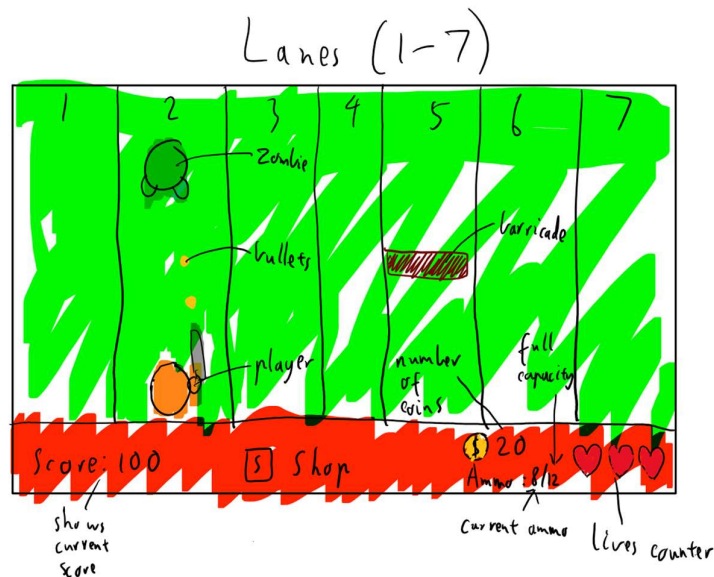 Lanes (1-7)
1 2 3 4 5 6 7
Zombie
barricade
bullets
player
number
of
coins
full
capacity
Score: 100
S Shop
$ 20
Ammo: 8/12
shows
current
score
current ammo
lives counter